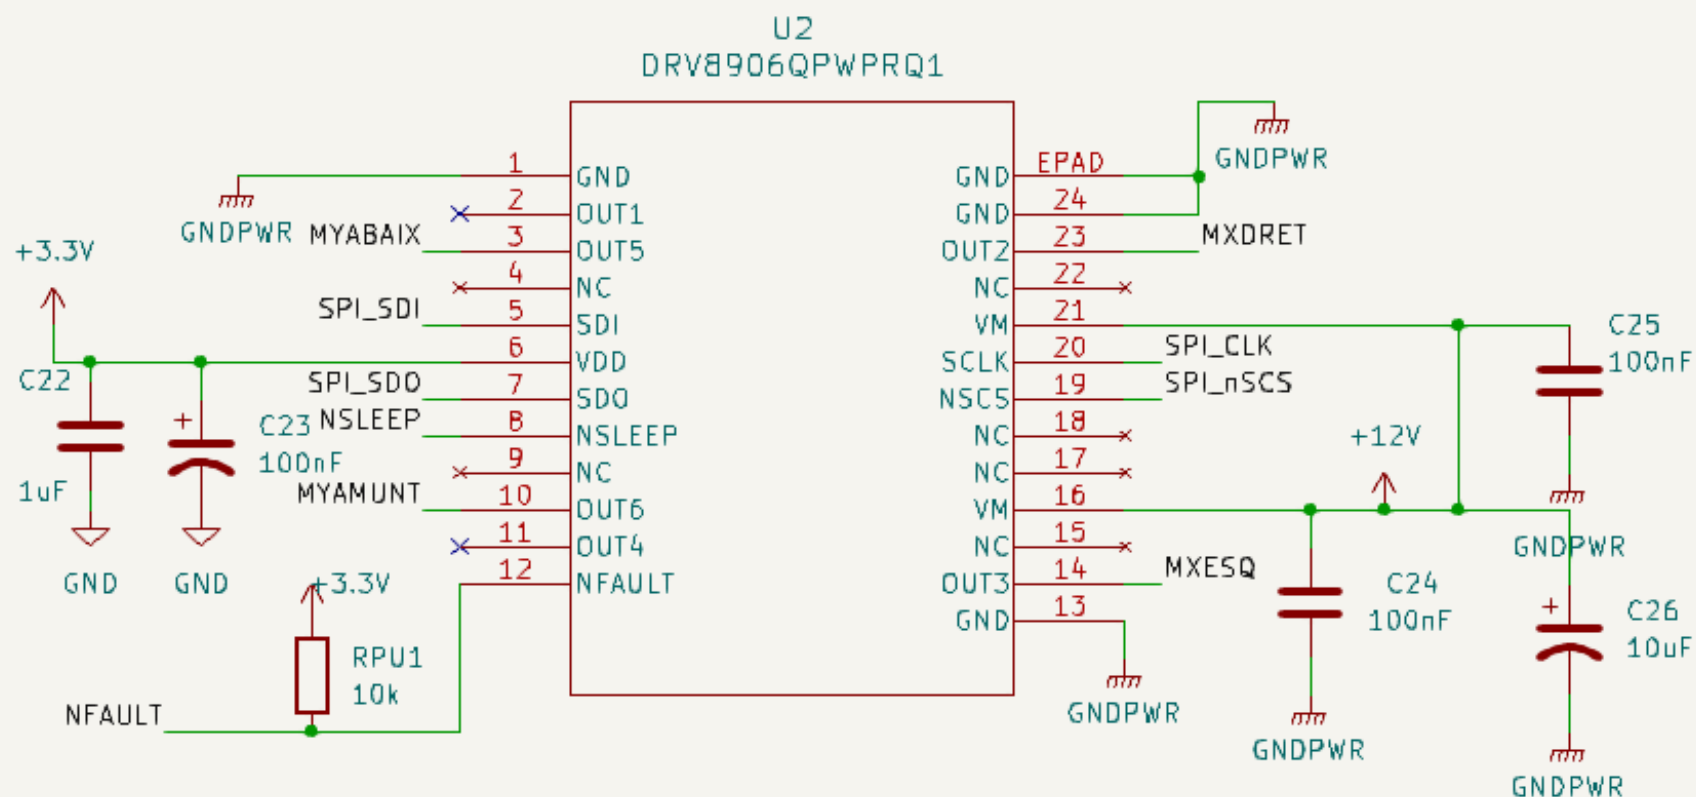 U2
DRV8906QPWPRQ1
1 GND
GNDPWR
2 OUT1
MYABAIX 3 OUT5
4 NC
SPI_SDI 5 SDI
+3.3V
6 VDD
SPI_SDO 7 SDO
NSLEEP 8 NSLEEP
9 NC
MYAMUNT 10 OUT6
11 OUT4
12 NFAULT
C22
1uF
GND
+
C23
100nF
GND
+3.3V
RPU1
10k
NFAULT
GND EPAD
GNDPWR
GND 24
OUT2 23 MXDRET
NC 22
VM 21
SCLK 20 SPI_CLK
NSCS 19 SPI_nSCS
NC 18
NC 17
VM 16
NC 15
OUT3 14 MXESQ
GND 13
GNDPWR
C25
100nF
GNDPWR
+12V
C24
100nF
GNDPWR
+
C26
10uF
GNDPWR